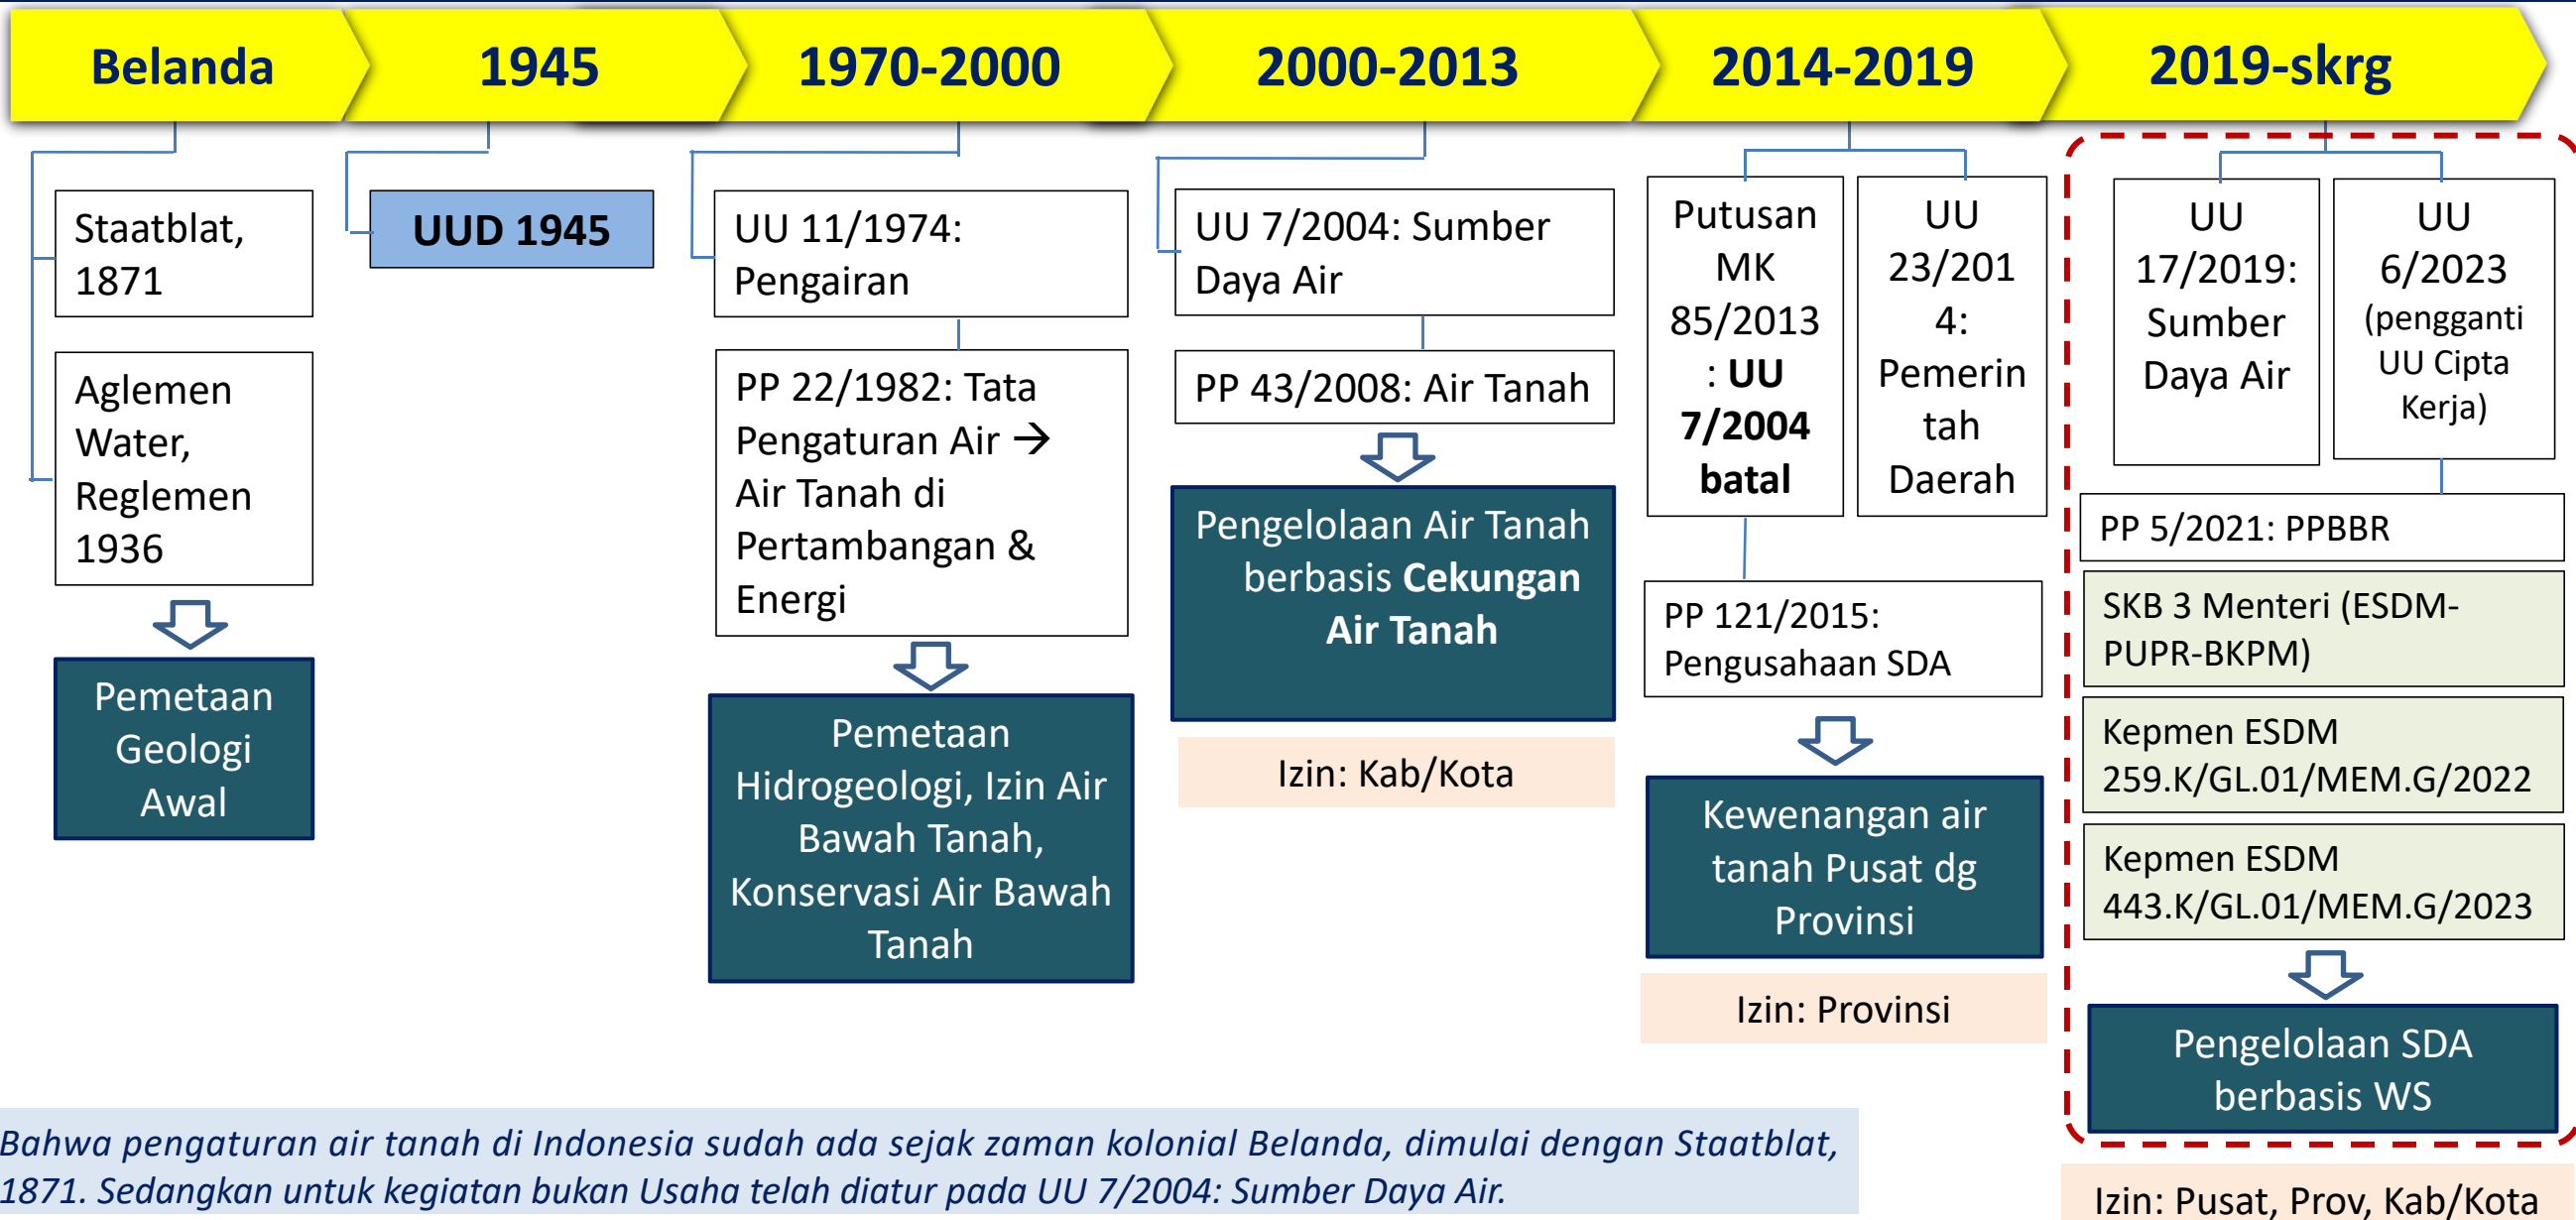 Belanda
1945
1970-2000
2000-2013
2014-2019
2019-skrg
Staatblat,
1871
Aglemen
Water,
Reglemen
1936
Pemetaan
Geologi
Awal
UUD 1945
UU 11/1974:
Pengairan
PP 22/1982: Tata
Pengaturan Air →
Air Tanah di
Pertambangan &
Energi
Pemetaan
Hidrogeologi, Izin Air
Bawah Tanah,
Konservasi Air Bawah
Tanah
UU 7/2004: Sumber
Daya Air
PP 43/2008: Air Tanah
Pengelolaan Air Tanah
berbasis Cekungan
Air Tanah
Izin: Kab/Kota
Putusan
MK
85/2013
: UU
7/2004
batal
UU
23/201
4:
Pemerin
tah
Daerah
PP 121/2015:
Pengusahaan SDA
Kewenangan air
tanah Pusat dg
Provinsi
Izin: Provinsi
UU
17/2019:
Sumber
Daya Air
UU
6/2023
(pengganti
UU Cipta
Kerja)
PP 5/2021: PPBBR
SKB 3 Menteri (ESDM-
PUPR-BKPM)
Kepmen ESDM
259.K/GL.01/MEM.G/2022
Kepmen ESDM
443.K/GL.01/MEM.G/2023
Pengelolaan SDA
berbasis WS
Izin: Pusat, Prov, Kab/Kota
Bahwa pengaturan air tanah di Indonesia sudah ada sejak zaman kolonial Belanda, dimulai dengan Staatblat,
1871. Sedangkan untuk kegiatan bukan Usaha telah diatur pada UU 7/2004: Sumber Daya Air.